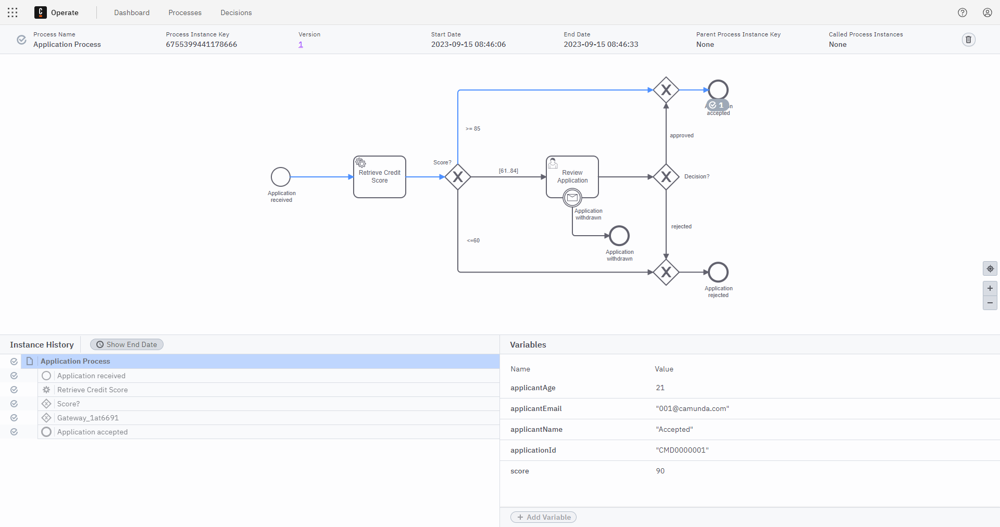 Operate
Dashboard
Processes
Decisions
Process Name
Application Process
Process Instance Key
6755399441178666
Version
1
Start Date
2023-09-15 08:46:06
End Date
2023-09-15 08:46:33
Parent Process Instance Key
None
Called Process Instances
None
1
accepted
>= 85
approved
Score?
[61..84]
Retrieve Credit
Score
Review
Application
Decision?
Application
received
Application
withdrawn
rejected
<=60
Application
withdrawn
Application
rejected
Instance History
Show End Date
Application Process
Application received
Retrieve Credit Score
Score?
Gateway_1at6691
Application accepted
Variables
Name Value
applicantAge 21
applicantEmail "001@camunda.com"
applicantName "Accepted"
applicationId "CMD0000001"
score 90
+ Add Variable